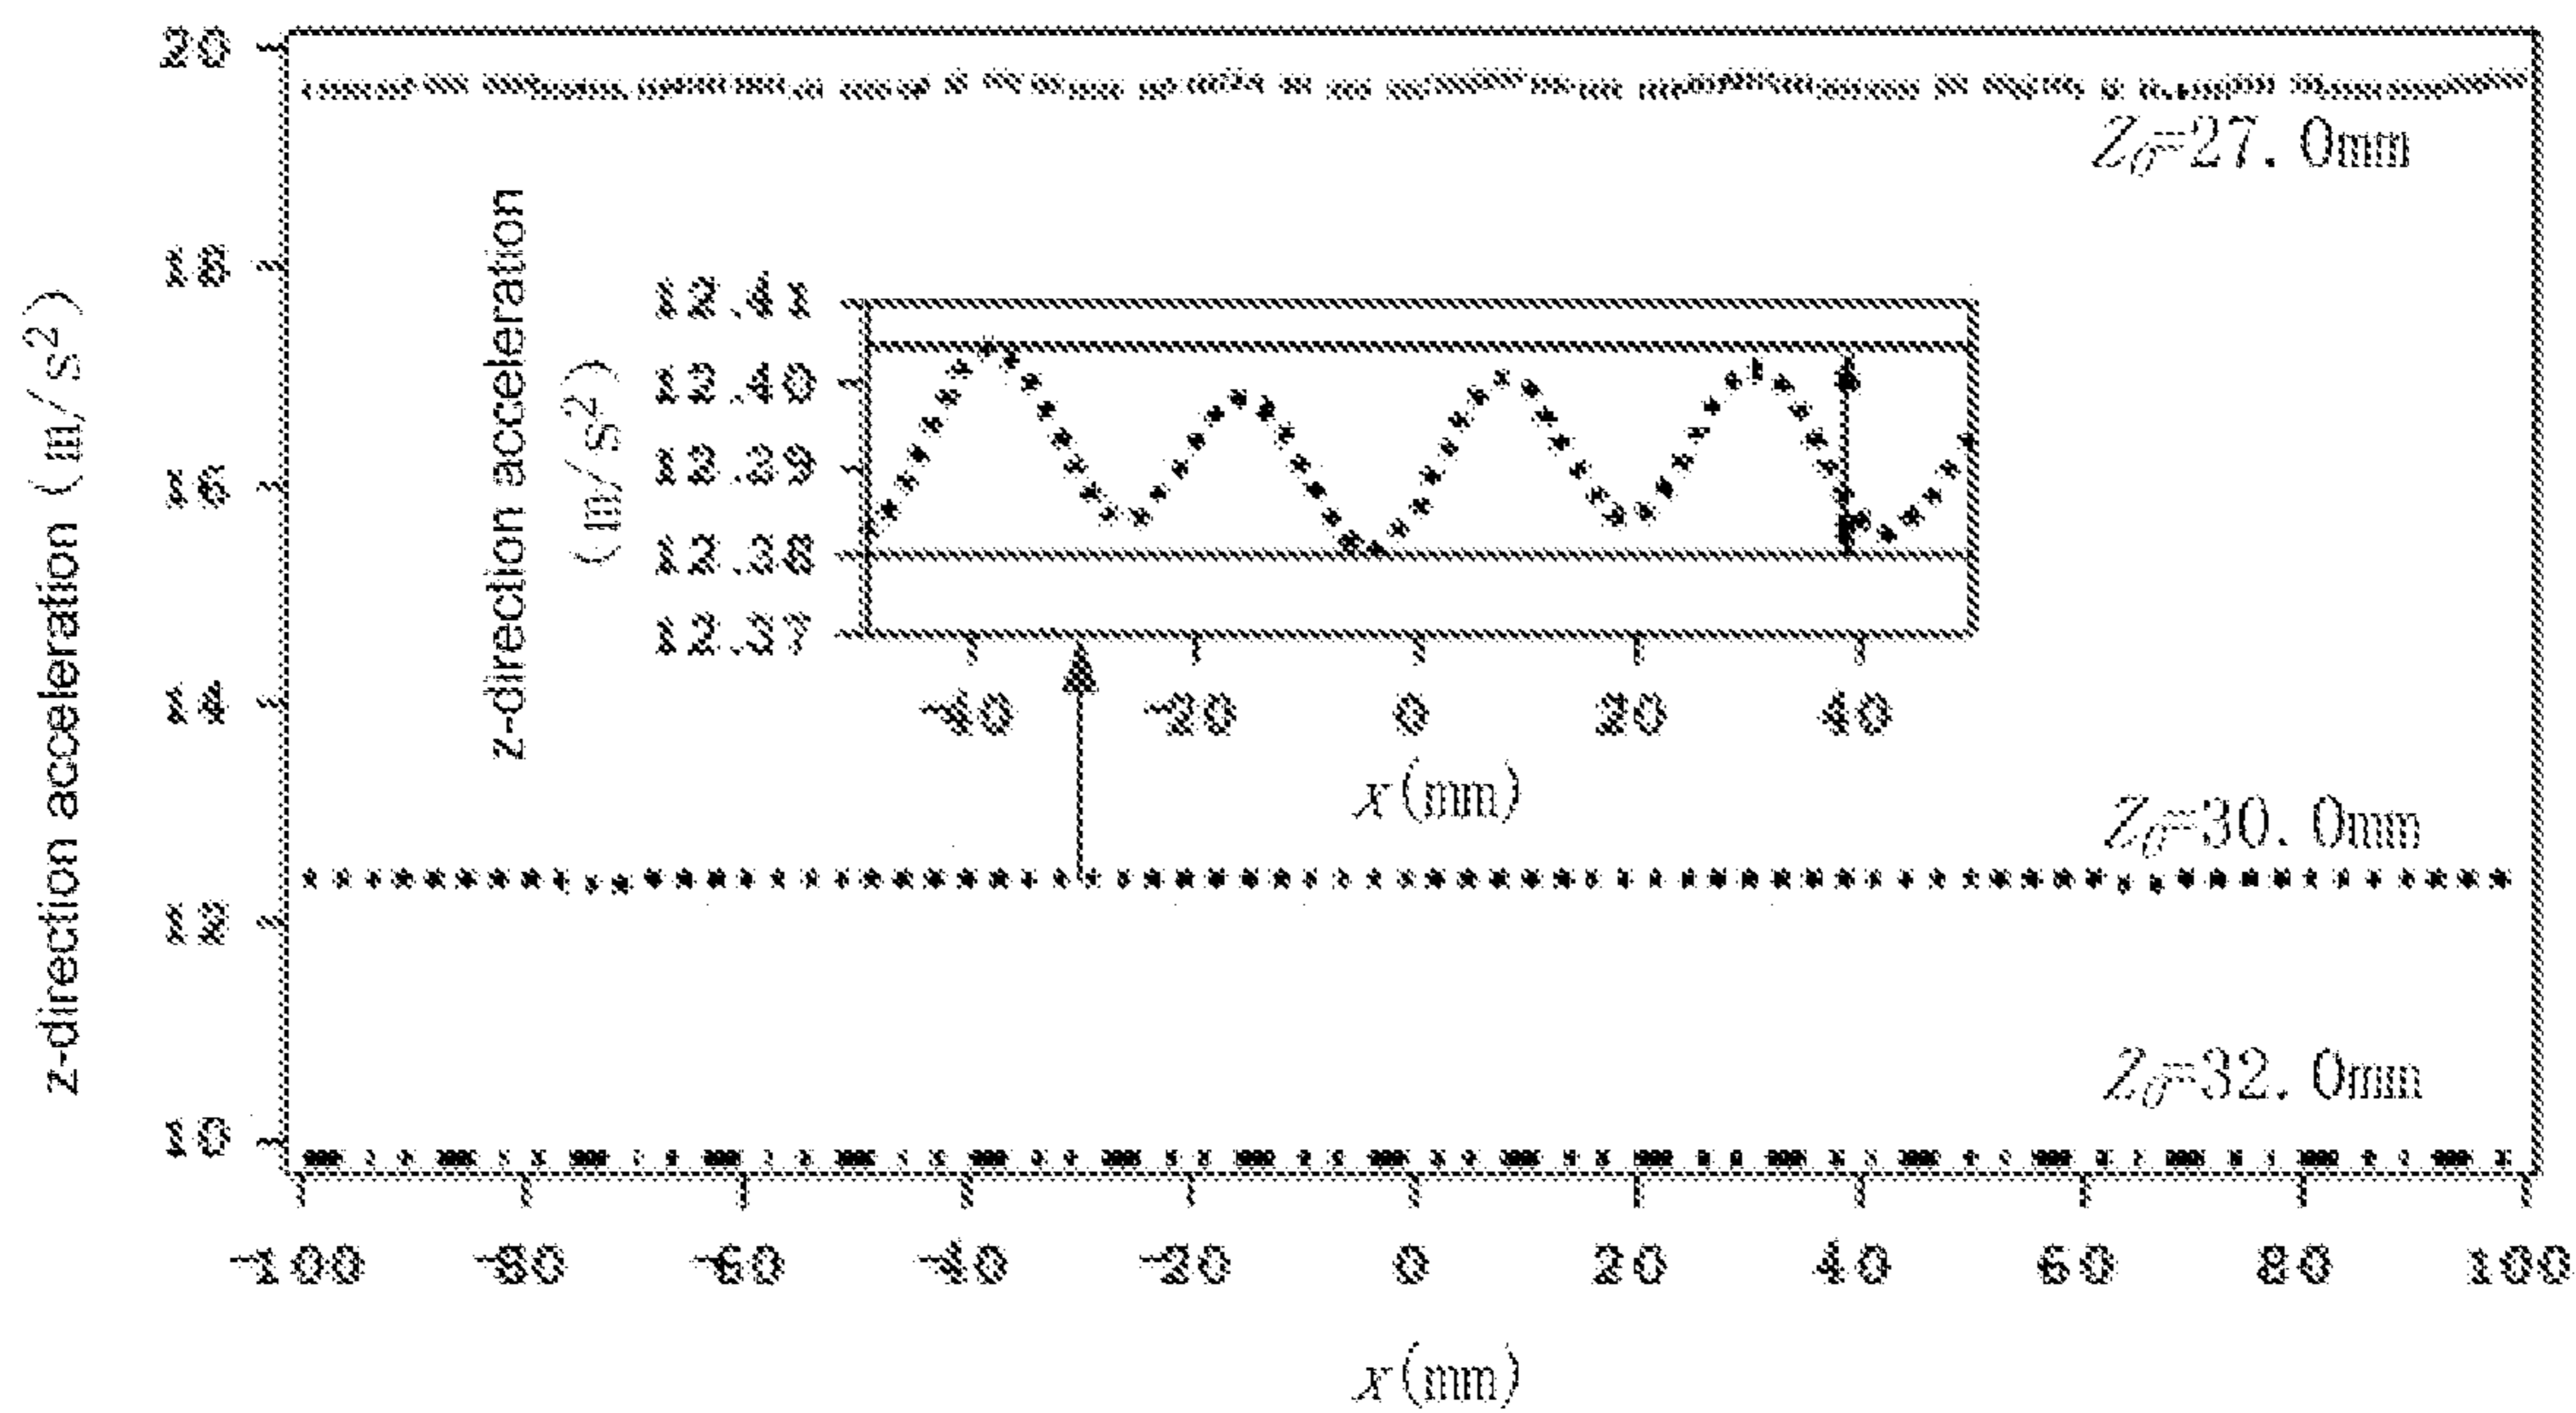 z-direction acceleration (m/s²)
20
18
16
14
12
10
Z₀=27.0mm
z-direction acceleration
(m/s²)
12.41
12.40
12.39
12.38
12.37
-40 -20 0 20 40
x(mm)
Z₀=30.0mm
Z₀=32.0mm
-100 -80 -60 -40 -20 0 20 40 60 80 100
x(mm)